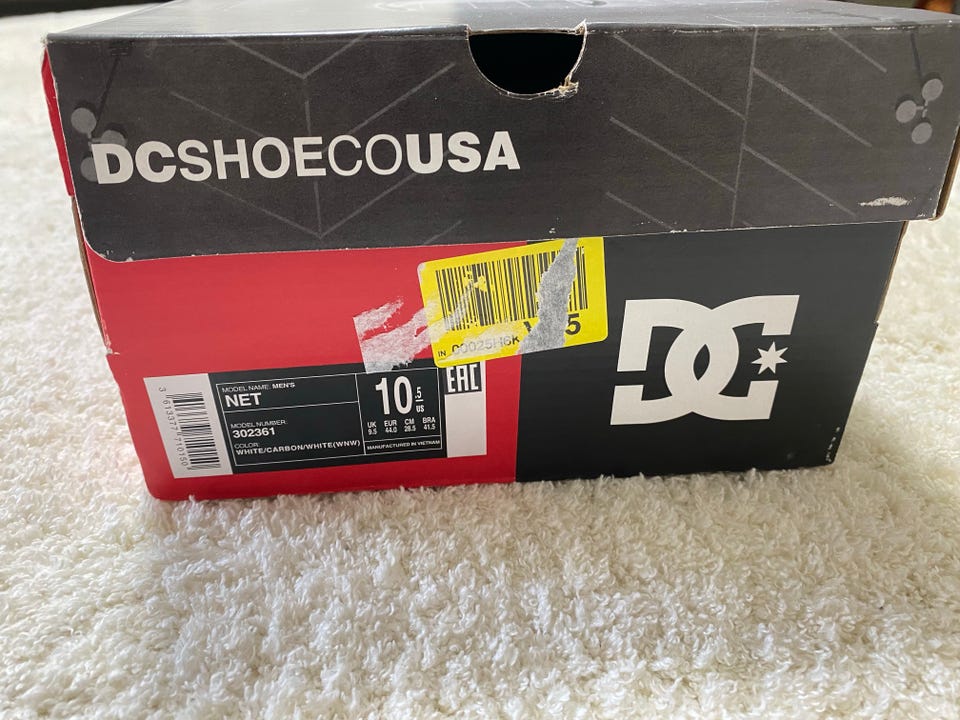 DCSHOECOUSA
IN
MODEL NAME: MEN'S
NET
MODEL NUMBER:
302361
COLOR:
WHITE/CARBON/WHITE(WNW)
10.5
US
UK EUR CM BRA
9.5 44.0 28.5 41.5
MANUFACTURED IN VIETNAM
EAC
DC